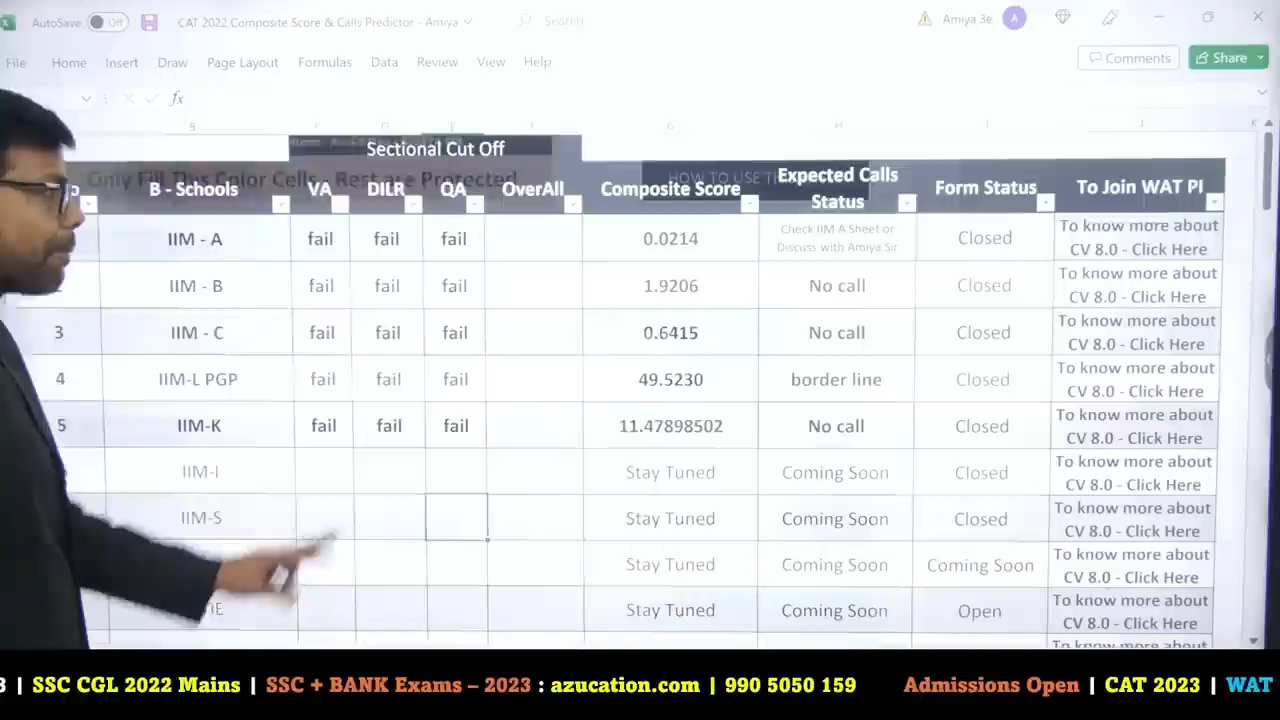 AutoSave Off CAT 2022 Composite Score & Calls Predictor - Amiya Search Amiya 3e A
File Home Insert Draw Page Layout Formulas Data Review View Help Comments Share
fx
Only Fill This Color Cells - Rest are Protected
HOW TO USE
Sectional Cut Off
B - Schools VA DILR QA OverAll Composite Score Expected Calls Status Form Status To Join WAT PI
IIM - A fail fail fail 0.0214 Check IIM A Sheet or Discuss with Amiya Sir Closed To know more about CV 8.0 - Click Here
IIM - B fail fail fail 1.9206 No call Closed To know more about CV 8.0 - Click Here
3 IIM - C fail fail fail 0.6415 No call Closed To know more about CV 8.0 - Click Here
4 IIM-L PGP fail fail fail 49.5230 border line Closed To know more about CV 8.0 - Click Here
5 IIM-K fail fail fail 11.47898502 No call Closed To know more about CV 8.0 - Click Here
IIM-I Stay Tuned Coming Soon Closed To know more about CV 8.0 - Click Here
IIM-S Stay Tuned Coming Soon Closed To know more about CV 8.0 - Click Here
Stay Tuned Coming Soon Coming Soon To know more about CV 8.0 - Click Here
Stay Tuned Coming Soon Open To know more about CV 8.0 - Click Here
To know more about
3 | SSC CGL 2022 Mains | SSC + BANK Exams – 2023 : azucation.com | 990 5050 159 Admissions Open | CAT 2023 | WAT